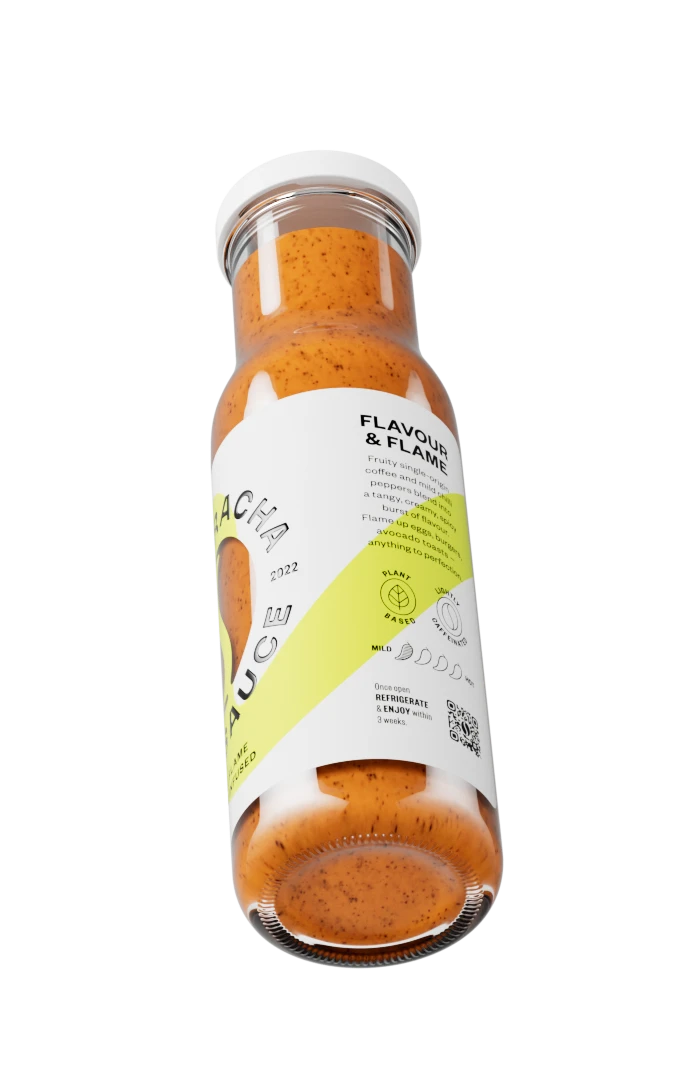 RACHA
2022
AUCE
FLAVOUR
& FLAME
Fruity single-origin
coffee and mild chilli
peppers blend into
a tangy, creamy, spicy
burst of flavour.
Flame up eggs, burgers,
avocado toasts –
anything to perfection.
PLANT
BASED
LIGHTLY
CAFFEINATED
MILD
HOT
Once open
REFRIGERATE
& ENJOY within
3 weeks.